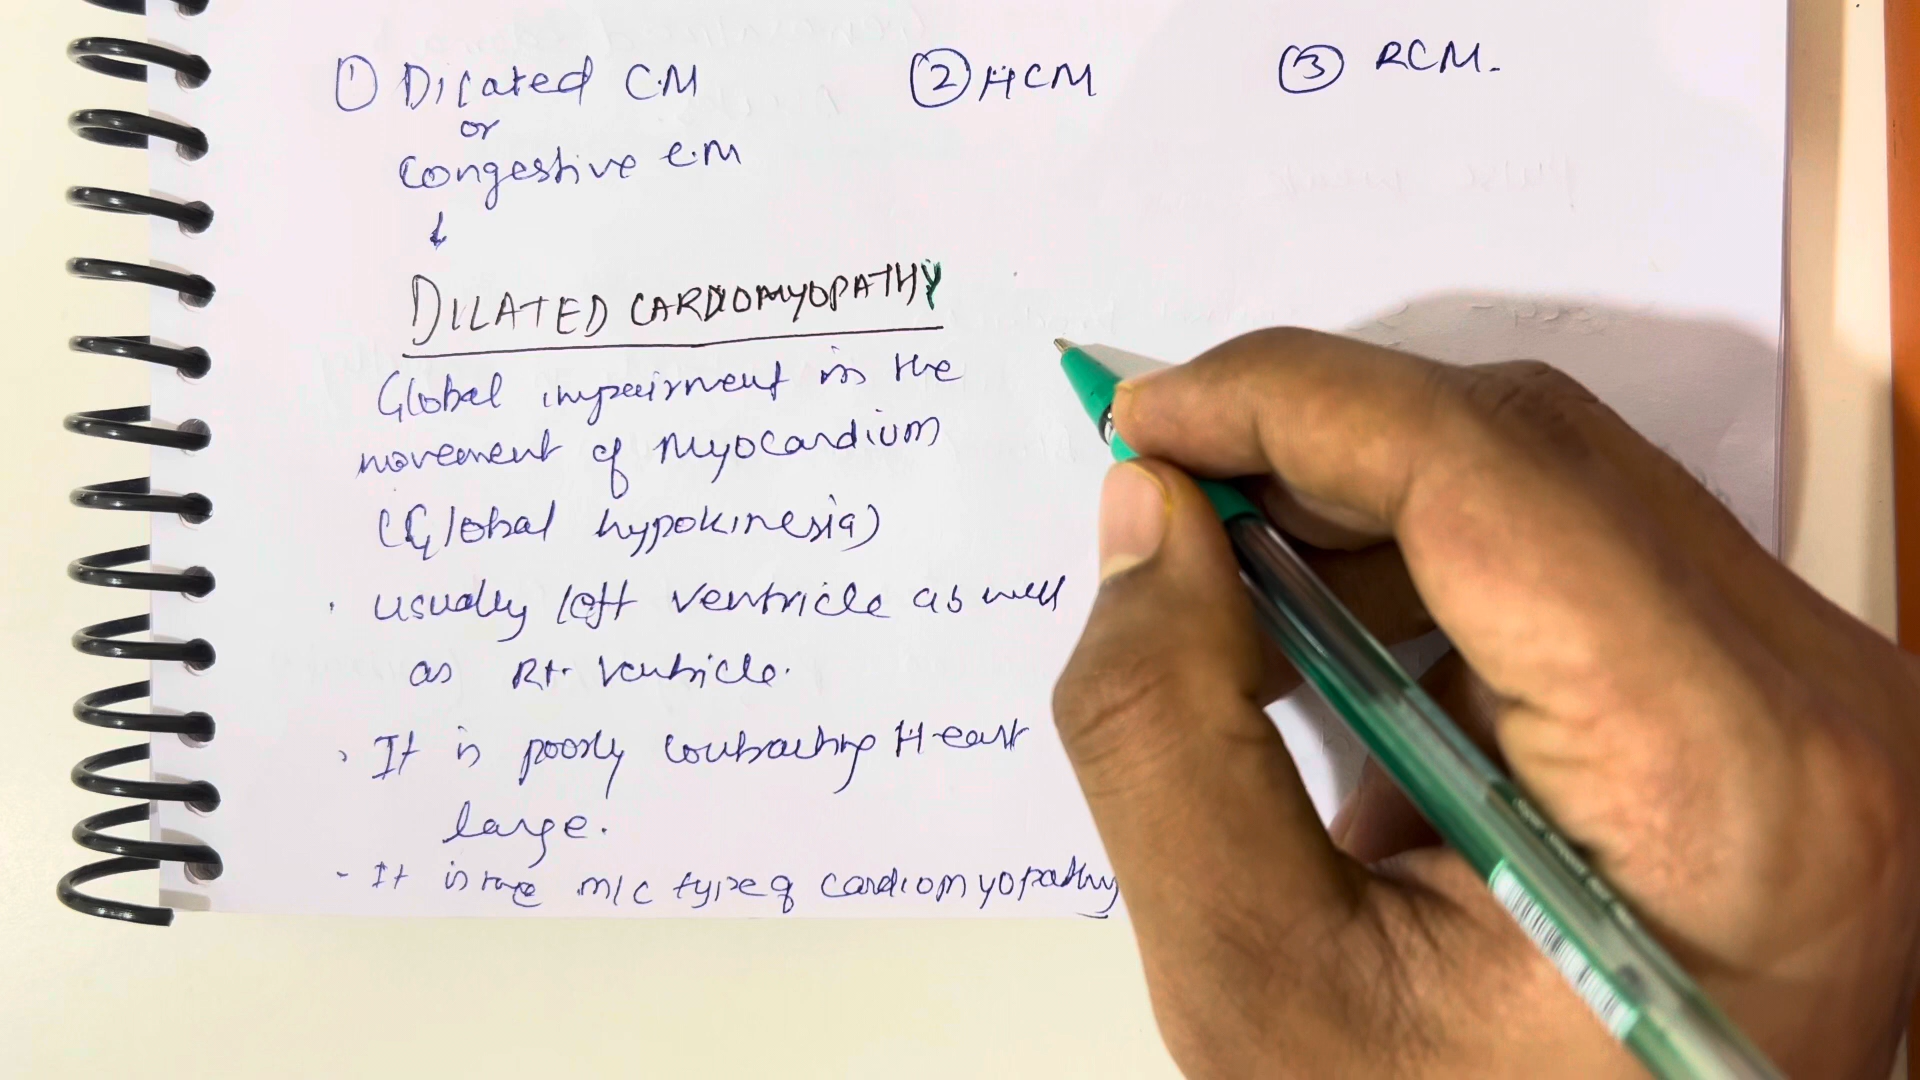 ① Dilated CM ② HCM ③ RCM.
or
Congestive C.M
↓
DILATED CARDIOMYOPATHY
Global impairment in the
movement of Myocardium
(Global hypokinesia)
· usually left ventricle as well
as Rt. Ventricle.
· It is poorly contracting Heart
large.
- It is m/c type of cardiomyopathy